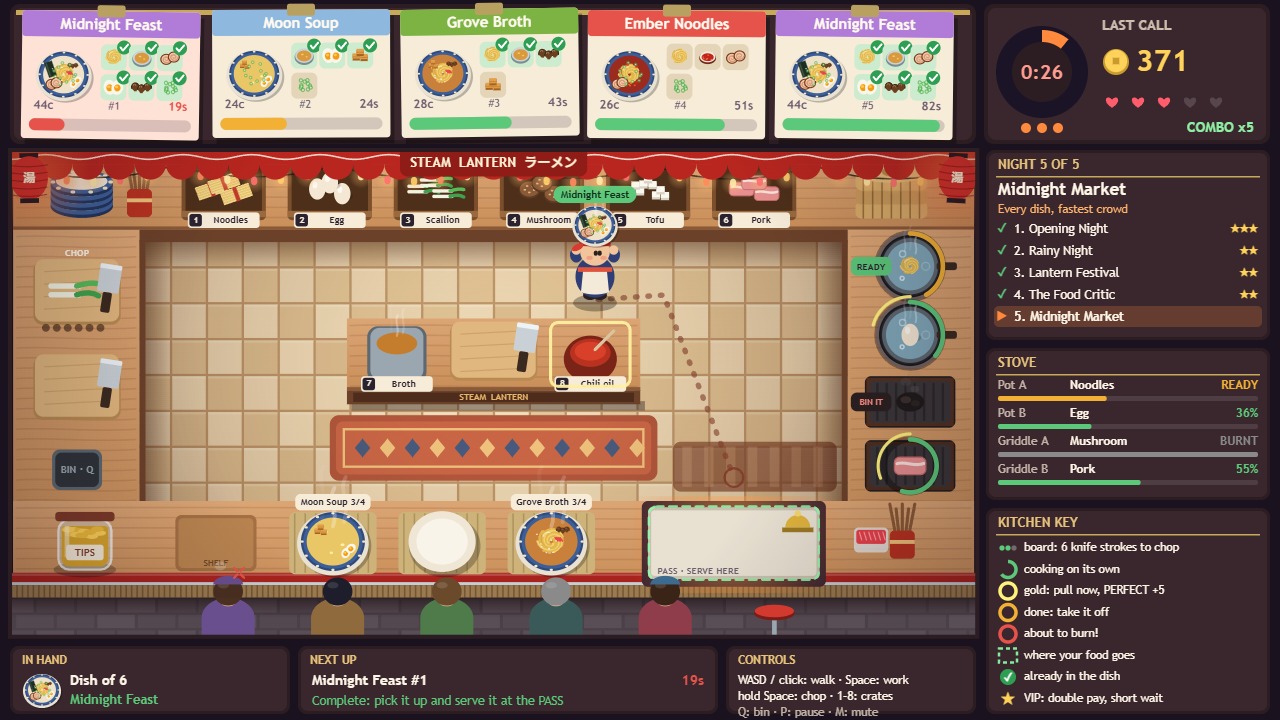 Midnight Feast
44c
#1
19s
Moon Soup
24c
#2
24s
Grove Broth
28c
#3
43s
Ember Noodles
26c
#4
51s
Midnight Feast
44c
#5
82s
0:26
LAST CALL
371
COMBO x5
STEAM LANTERN ラーメン
湯
湯
Midnight Feast
1 Noodles
2 Egg
3 Scallion
4 Mushroom
5 Tofu
6 Pork
CHOP
READY
BIN IT
7 Broth
8 Chili oil
STEAM LANTERN
BIN · Q
Moon Soup 3/4
Grove Broth 3/4
TIPS
SHELF
PASS · SERVE HERE
NIGHT 5 OF 5
Midnight Market
Every dish, fastest crowd
✓ 1. Opening Night ★★★
✓ 2. Rainy Night ★★
✓ 3. Lantern Festival ★★
✓ 4. The Food Critic ★★
5. Midnight Market
STOVE
Pot A Noodles READY
Pot B Egg 36%
Griddle A Mushroom BURNT
Griddle B Pork 55%
KITCHEN KEY
board: 6 knife strokes to chop
cooking on its own
gold: pull now, PERFECT +5
done: take it off
about to burn!
where your food goes
already in the dish
VIP: double pay, short wait
IN HAND
Dish of 6
Midnight Feast
NEXT UP
Midnight Feast #1
19s
Complete: pick it up and serve it at the PASS
CONTROLS
WASD / click: walk · Space: work
hold Space: chop · 1-8: crates
Q: bin · P: pause · M: mute